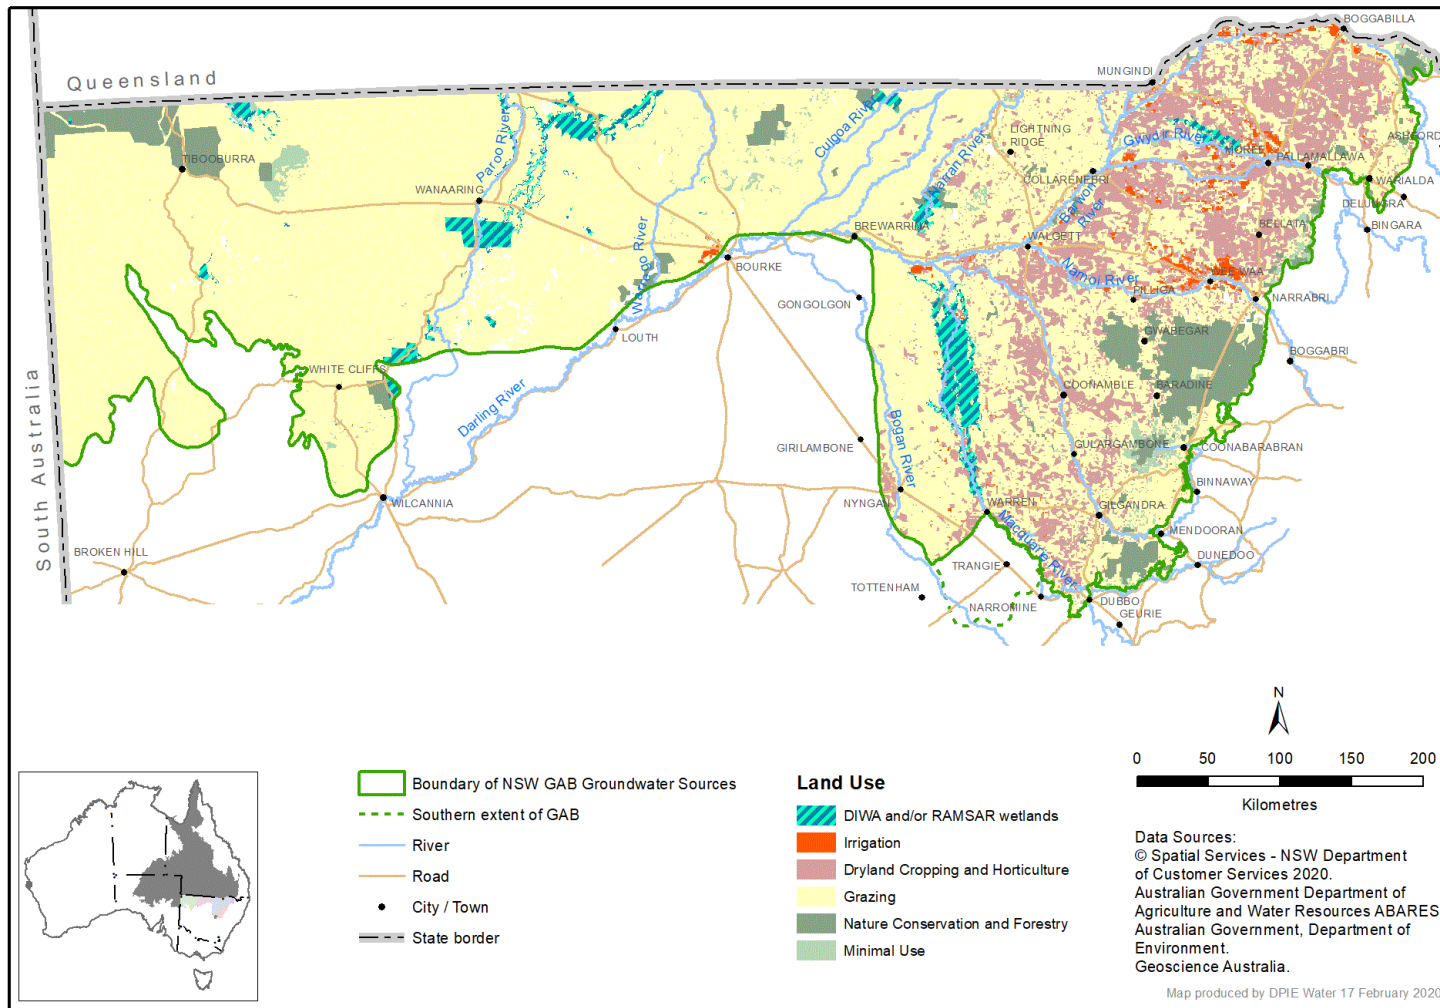 BOGGABILLA
Queensland
MUNGINDI
Culgoa River
LIGHTNING
RIDGE
Gwydir River
ASHFORD
Paroo River
Narran River
MOREE
PALLAMALLAWA
TIBOOBURRA
COLLARENEBRI
WARIALDA
WANAARING
Barwon
River
DELUNGRA
BINGARA
Warrego River
BREWARRINA
WALGETT
BELLATA
BOURKE
Namoi River
WEE WAA
GONGOLGON
PILLIGA
NARRABRI
LOUTH
GWABEGAR
BOGGABRI
WHITE CLIFFS
COONAMBLE
BARADINE
South Australia
Darling River
Bogan River
GIRILAMBONE
GULARGAMBONE
COONABARABRAN
BINNAWAY
WILCANNIA
NYNGAN
WARREN
GILGANDRA
Macquarie River
MENDOORAN
BROKEN HILL
DUNEDOO
TRANGIE
TOTTENHAM
NARROMINE
DUBBO
GEURIE
N
0 50 100 150 200
Kilometres
Boundary of NSW GAB Groundwater Sources
Southern extent of GAB
River
Road
City / Town
State border
Land Use
DIWA and/or RAMSAR wetlands
Irrigation
Dryland Cropping and Horticulture
Grazing
Nature Conservation and Forestry
Minimal Use
Data Sources:
© Spatial Services - NSW Department
of Customer Services 2020.
Australian Government Department of
Agriculture and Water Resources ABARES
Australian Government, Department of
Environment.
Geoscience Australia.
Map produced by DPIE Water 17 February 2020